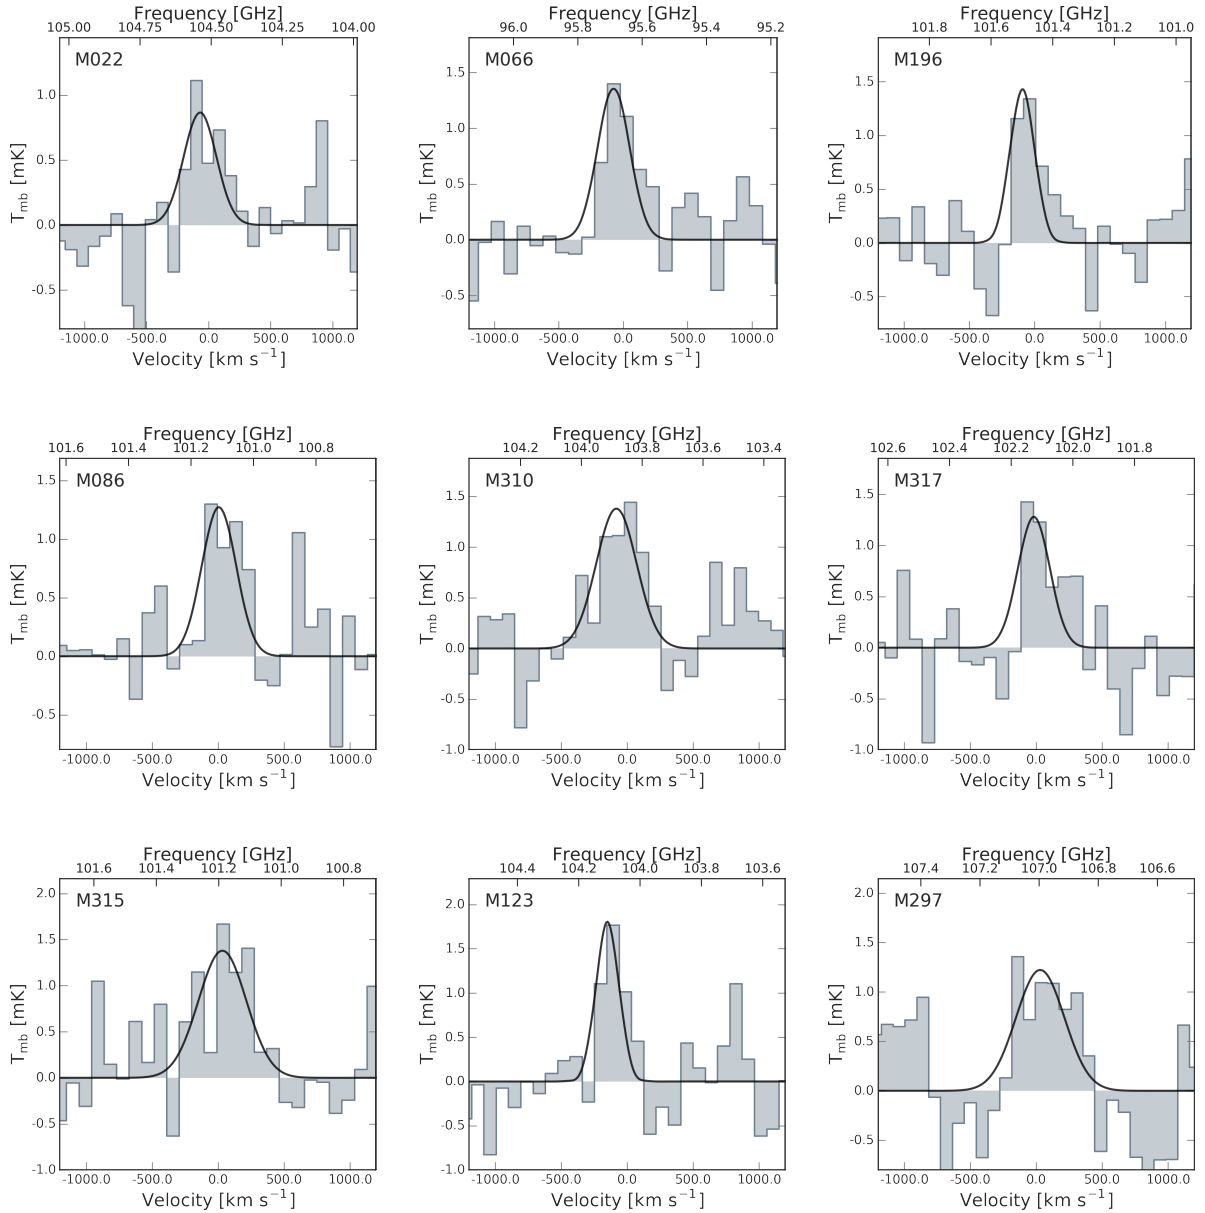 Frequency [GHz] Frequency [GHz] Frequency [GHz]
105.00 104.75 104.50 104.25 104.00 96.0 95.8 95.6 95.4 95.2 101.8 101.6 101.4 101.2 101.0
M022 M066 M196
T_mb [mK] T_mb [mK] T_mb [mK]
1.0 0.5 0.0 -0.5 1.5 1.0 0.5 0.0 -0.5 1.5 1.0 0.5 0.0 -0.5
-1000.0 -500.0 0.0 500.0 1000.0 -1000.0 -500.0 0.0 500.0 1000.0 -1000.0 -500.0 0.0 500.0 1000.0
Velocity [km s⁻¹] Velocity [km s⁻¹] Velocity [km s⁻¹]
Frequency [GHz] Frequency [GHz] Frequency [GHz]
101.6 101.4 101.2 101.0 100.8 104.2 104.0 103.8 103.6 103.4 102.6 102.4 102.2 102.0 101.8
M086 M310 M317
T_mb [mK] T_mb [mK] T_mb [mK]
1.5 1.0 0.5 0.0 -0.5 1.5 1.0 0.5 0.0 -0.5 -1.0 1.5 1.0 0.5 0.0 -0.5 -1.0
-1000.0 -500.0 0.0 500.0 1000.0 -1000.0 -500.0 0.0 500.0 1000.0 -1000.0 -500.0 0.0 500.0 1000.0
Velocity [km s⁻¹] Velocity [km s⁻¹] Velocity [km s⁻¹]
Frequency [GHz] Frequency [GHz] Frequency [GHz]
101.6 101.4 101.2 101.0 100.8 104.4 104.2 104.0 103.8 103.6 107.4 107.2 107.0 106.8 106.6
M315 M123 M297
T_mb [mK] T_mb [mK] T_mb [mK]
2.0 1.5 1.0 0.5 0.0 -0.5 -1.0 2.0 1.5 1.0 0.5 0.0 -0.5 -1.0 2.0 1.5 1.0 0.5 0.0 -0.5
-1000.0 -500.0 0.0 500.0 1000.0 -1000.0 -500.0 0.0 500.0 1000.0 -1000.0 -500.0 0.0 500.0 1000.0
Velocity [km s⁻¹] Velocity [km s⁻¹] Velocity [km s⁻¹]